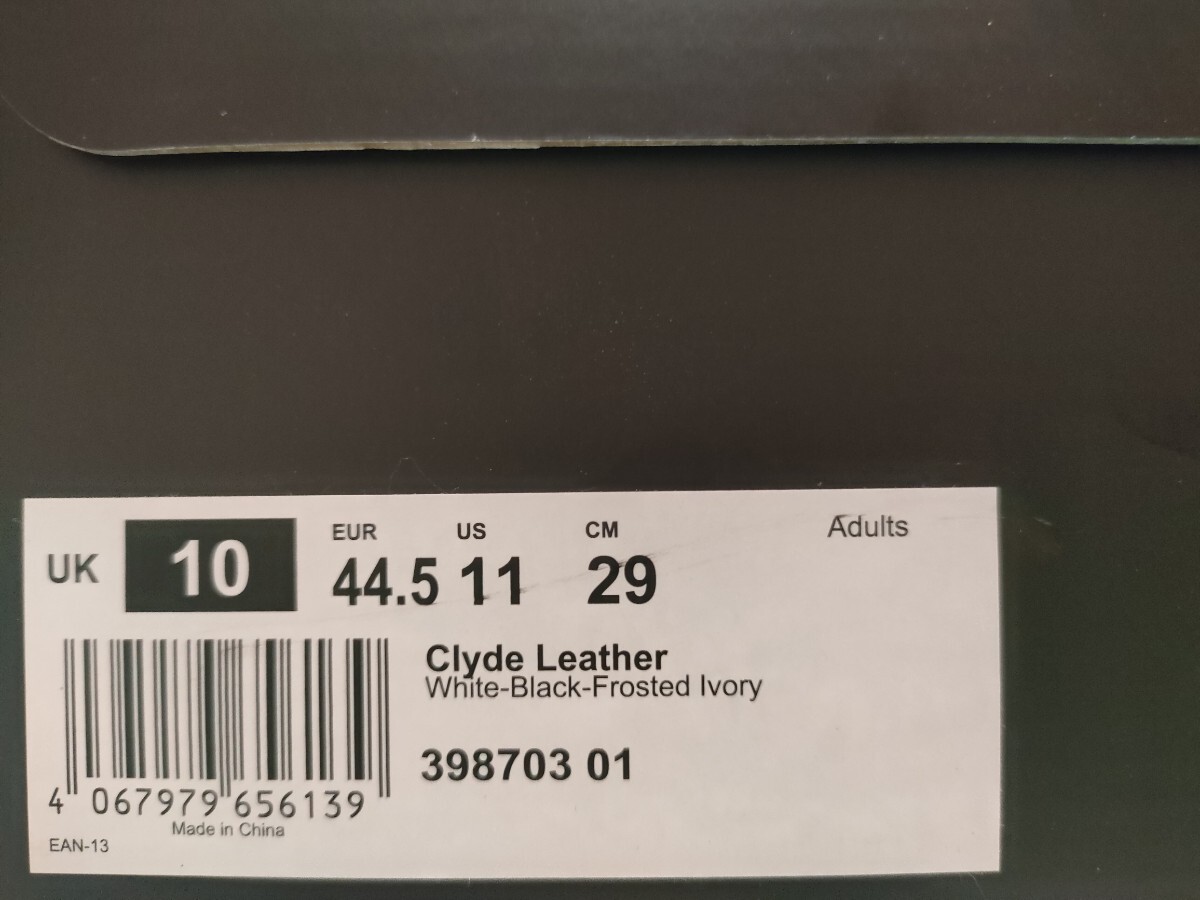 UK 10
EUR US CM Adults
44.5 11 29
Clyde Leather
White-Black-Frosted Ivory
398703 01
4 067979 656139
Made in China
EAN-13